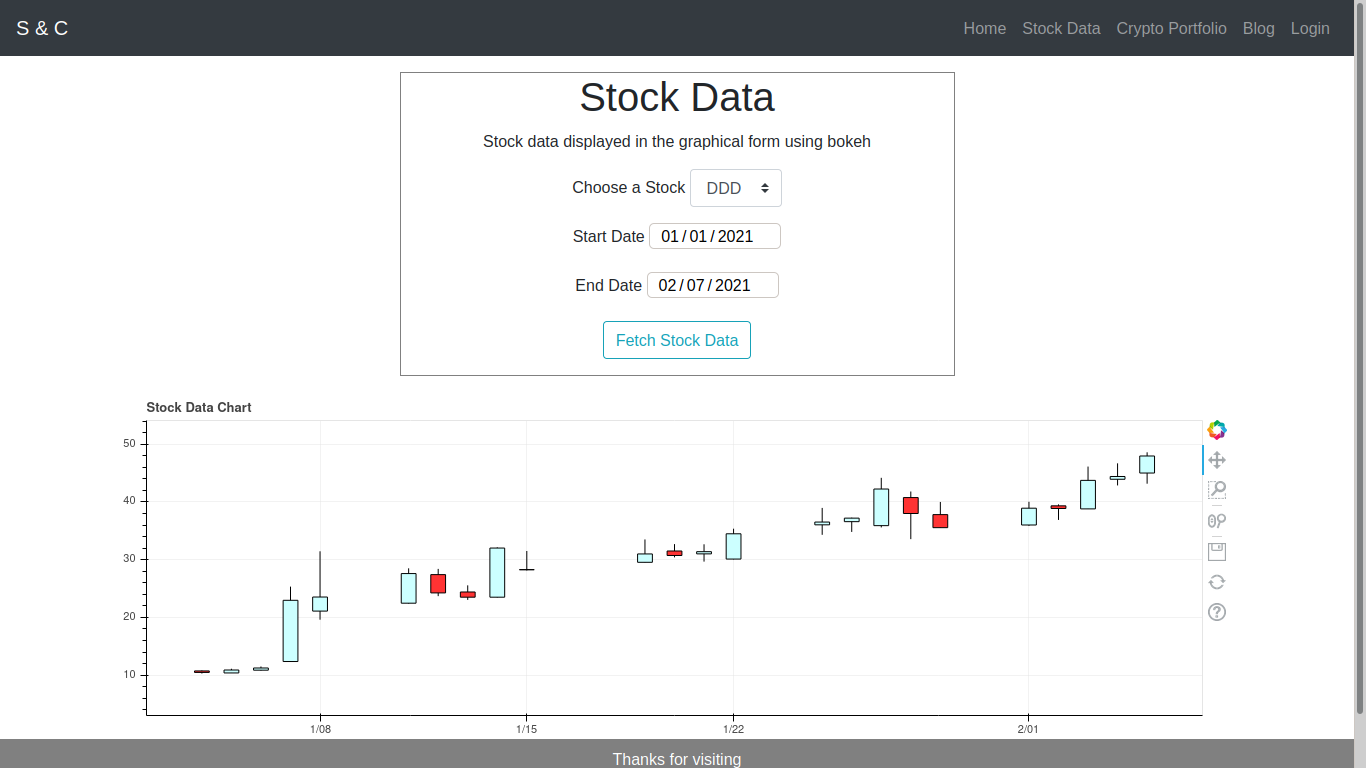 S & C
Home Stock Data Crypto Portfolio Blog Login
Stock Data
Stock data displayed in the graphical form using bokeh
Choose a Stock DDD
Start Date 01/01/2021
End Date 02/07/2021
Fetch Stock Data
Stock Data Chart
50
40
30
20
10
1/08 1/15 1/22 2/01
Thanks for visiting